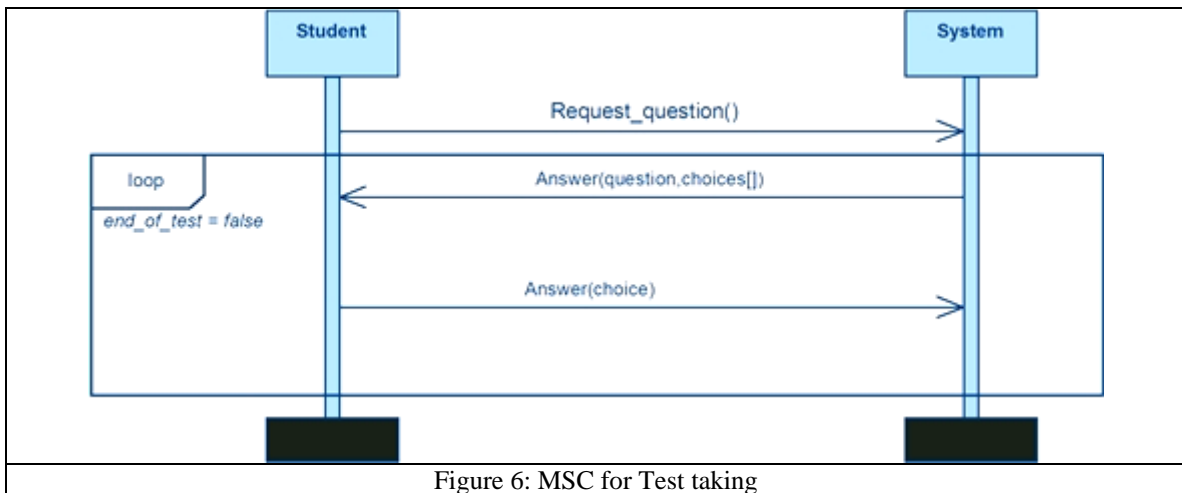 Student
System
Request_question()
loop
Answer(question,choices[])
end_of_test = false
Answer(choice)
Figure 6: MSC for Test taking